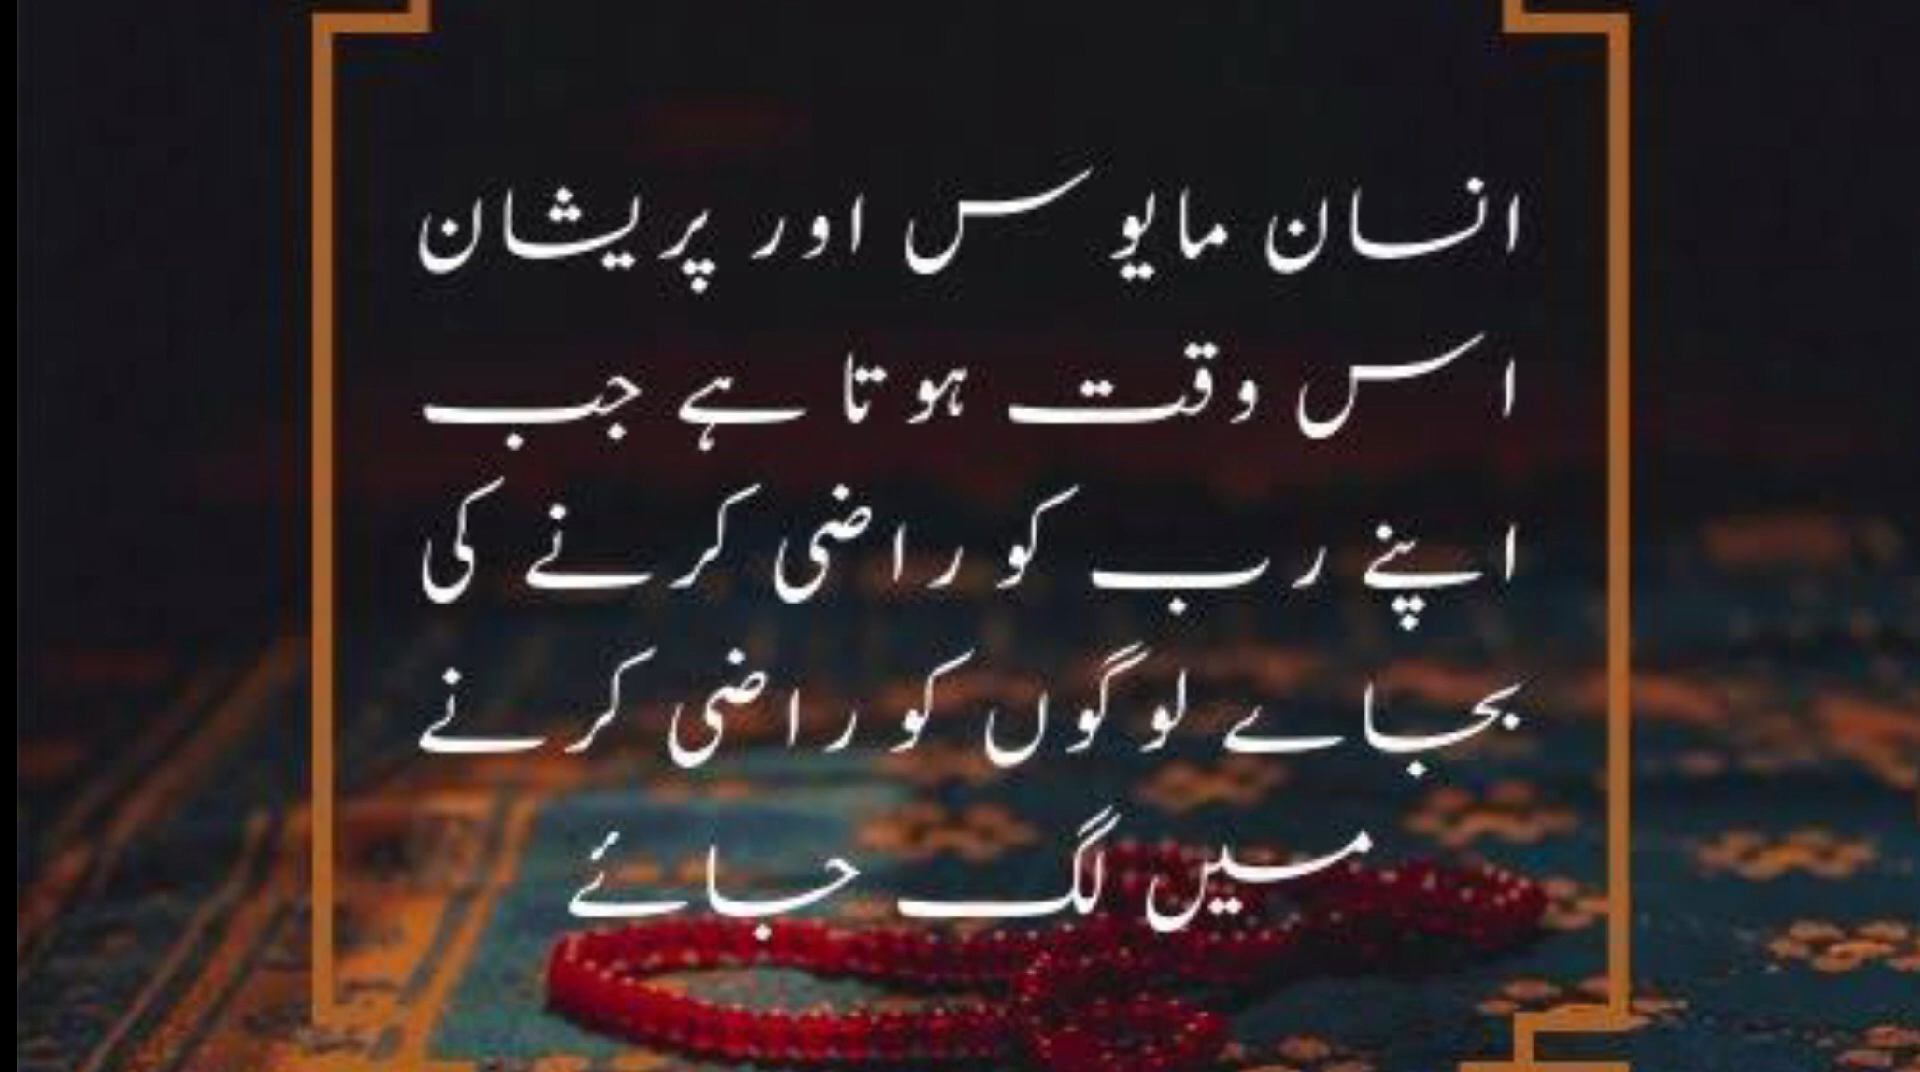 انسان مایوس اور پریشان
اس وقت ہوتا ہے جب
اپنے رب کو راضی کرنے کی
بجاے لوگوں کو راضی کرنے
میں لگ جائے